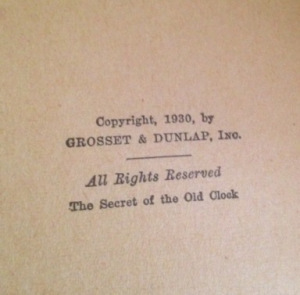 Copyright, 1930, by
GROSSET & DUNLAP, Inc.
All Rights Reserved
The Secret of the Old Clock